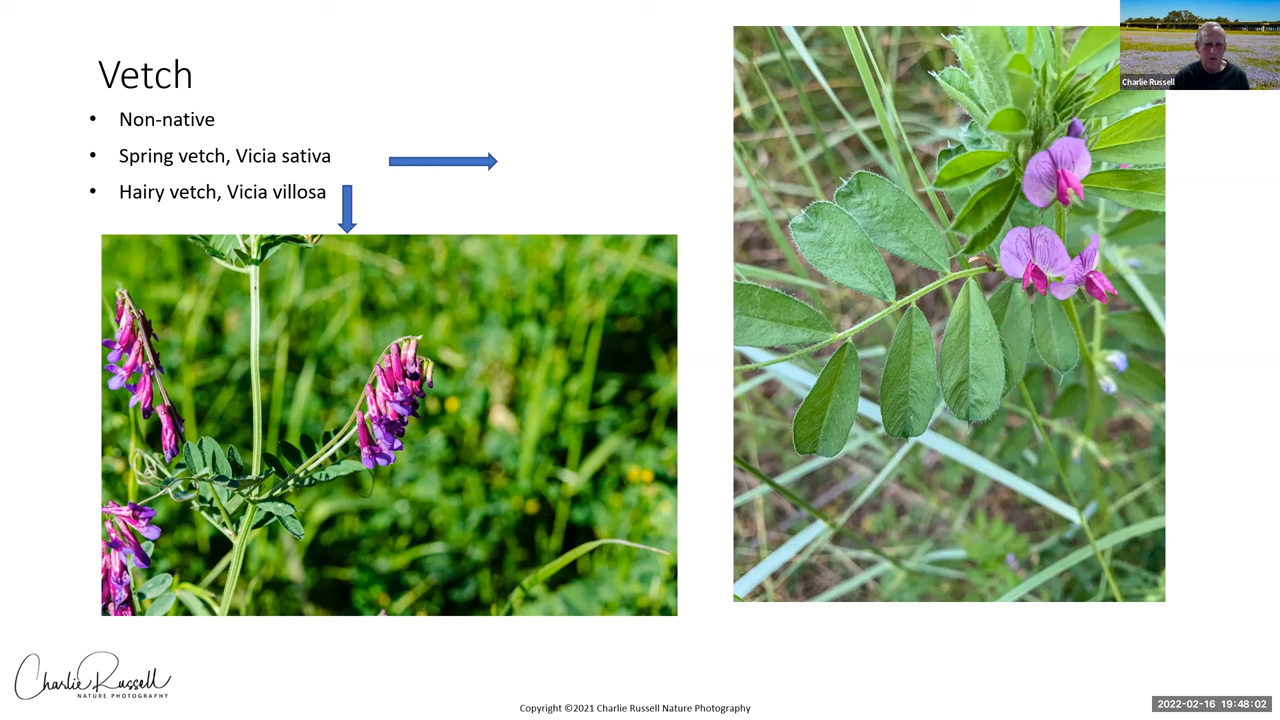 Vetch
• Non-native
• Spring vetch, Vicia sativa
• Hairy vetch, Vicia villosa
Charlie Russell
Charlie Russell
NATURE PHOTOGRAPHY
Copyright ©2021 Charlie Russell Nature Photography
2022-02-16 19:48:02